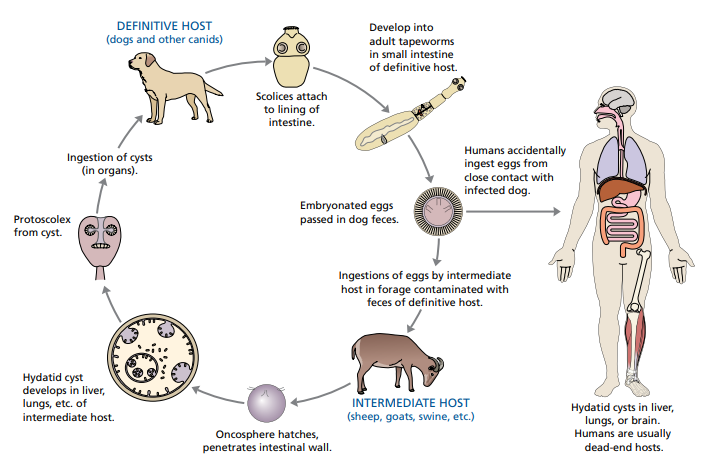 DEFINITIVE HOST
(dogs and other canids)
Scolices attach
to lining of
intestine.
Develop into
adult tapeworms
in small intestine
of definitive host.
Humans accidentally
ingest eggs from
close contact with
infected dog.
Embryonated eggs
passed in dog feces.
Ingestions of eggs by intermediate
host in forage contaminated with
feces of definitive host.
INTERMEDIATE HOST
(sheep, goats, swine, etc.)
Oncosphere hatches,
penetrates intestinal wall.
Hydatid cyst
develops in liver,
lungs, etc. of
intermediate host.
Protoscolex
from cyst.
Ingestion of cysts
(in organs).
Hydatid cysts in liver,
lungs, or brain.
Humans are usually
dead-end hosts.